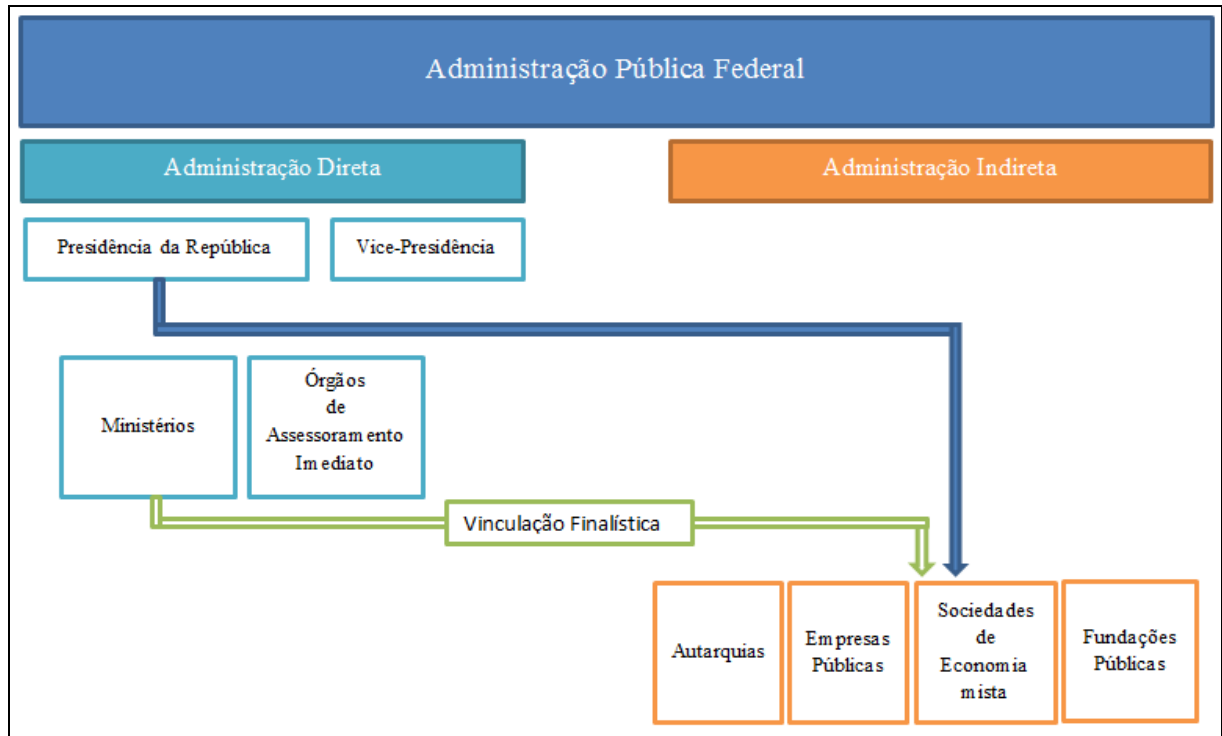 Administração Pública Federal
Administração Direta
Administração Indireta
Presidência da República
Vice-Presidência
Ministérios
Órgãos
de
Assessoramento
Imediato
Vinculação Finalística
Autarquias
Empresas
Públicas
Sociedades
de
Economia
mista
Fundações
Públicas